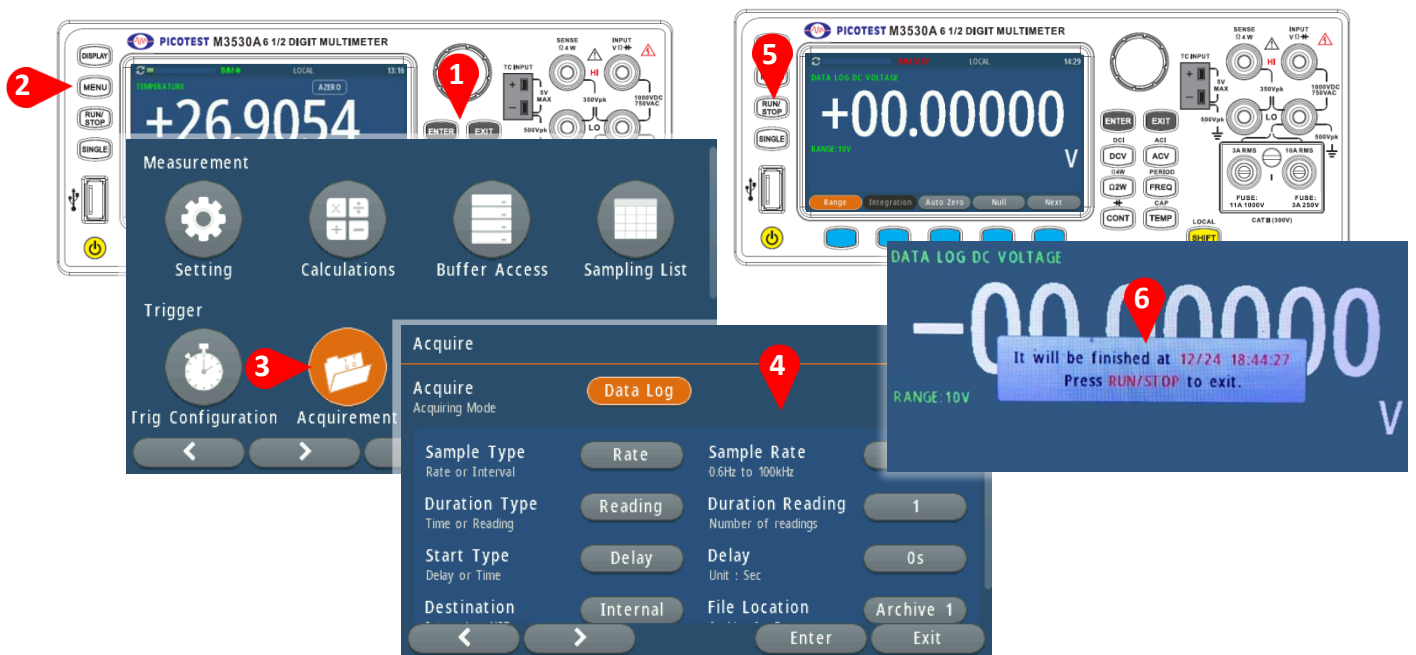 PICOTEST M3530A 6 1/2 DIGIT MULTIMETER
DISPLAY
MENU
RUN/
STOP
SINGLE
LOCAL
13:16
TEMPERATURE
AZERO
+26.9054
ENTER
EXIT
TC INPUT
5V
MAX
SENSE
Ω 4 W
INPUT
V Ω
HI
350Vpk
1000VDC
750VAC
500Vpk
LO
1
2
Measurement
Setting
Calculations
Buffer Access
Sampling List
Trigger
3
Trig Configuration
Acquirement
<
>
Acquire
4
Acquire
Acquiring Mode
Data Log
Sample Type
Rate or Interval
Rate
Sample Rate
0.6Hz to 100kHz
Duration Type
Time or Reading
Reading
Duration Reading
Number of readings
1
Start Type
Delay or Time
Delay
Delay
Unit : Sec
0s
Destination
Internal
File Location
Archive 1
<
>
Enter
Exit
PICOTEST M3530A 6 1/2 DIGIT MULTIMETER
5
RUN/
STOP
SINGLE
LOCAL
14:29
DATA LOG DC VOLTAGE
+00.00000
RANGE:10V
V
Range
Integration
Auto Zero
Null
Next
ENTER
EXIT
DCI
ACI
DCV
ACV
Ω4W
PERIOD
Ω2W
FREQ
CAP
CONT
TEMP
LOCAL
SHIFT
TC INPUT
5V
MAX
SENSE
Ω 4 W
INPUT
V Ω
HI
350Vpk
1000VDC
750VAC
500Vpk
LO
500Vpk
3A RMS
10A RMS
I
FUSE:
11A 1000V
FUSE:
3A 250V
CAT II (300V)
DATA LOG DC VOLTAGE
6
-00.00000
It will be finished at 12/24 18:44:27
Press RUN/STOP to exit.
RANGE:10V
V